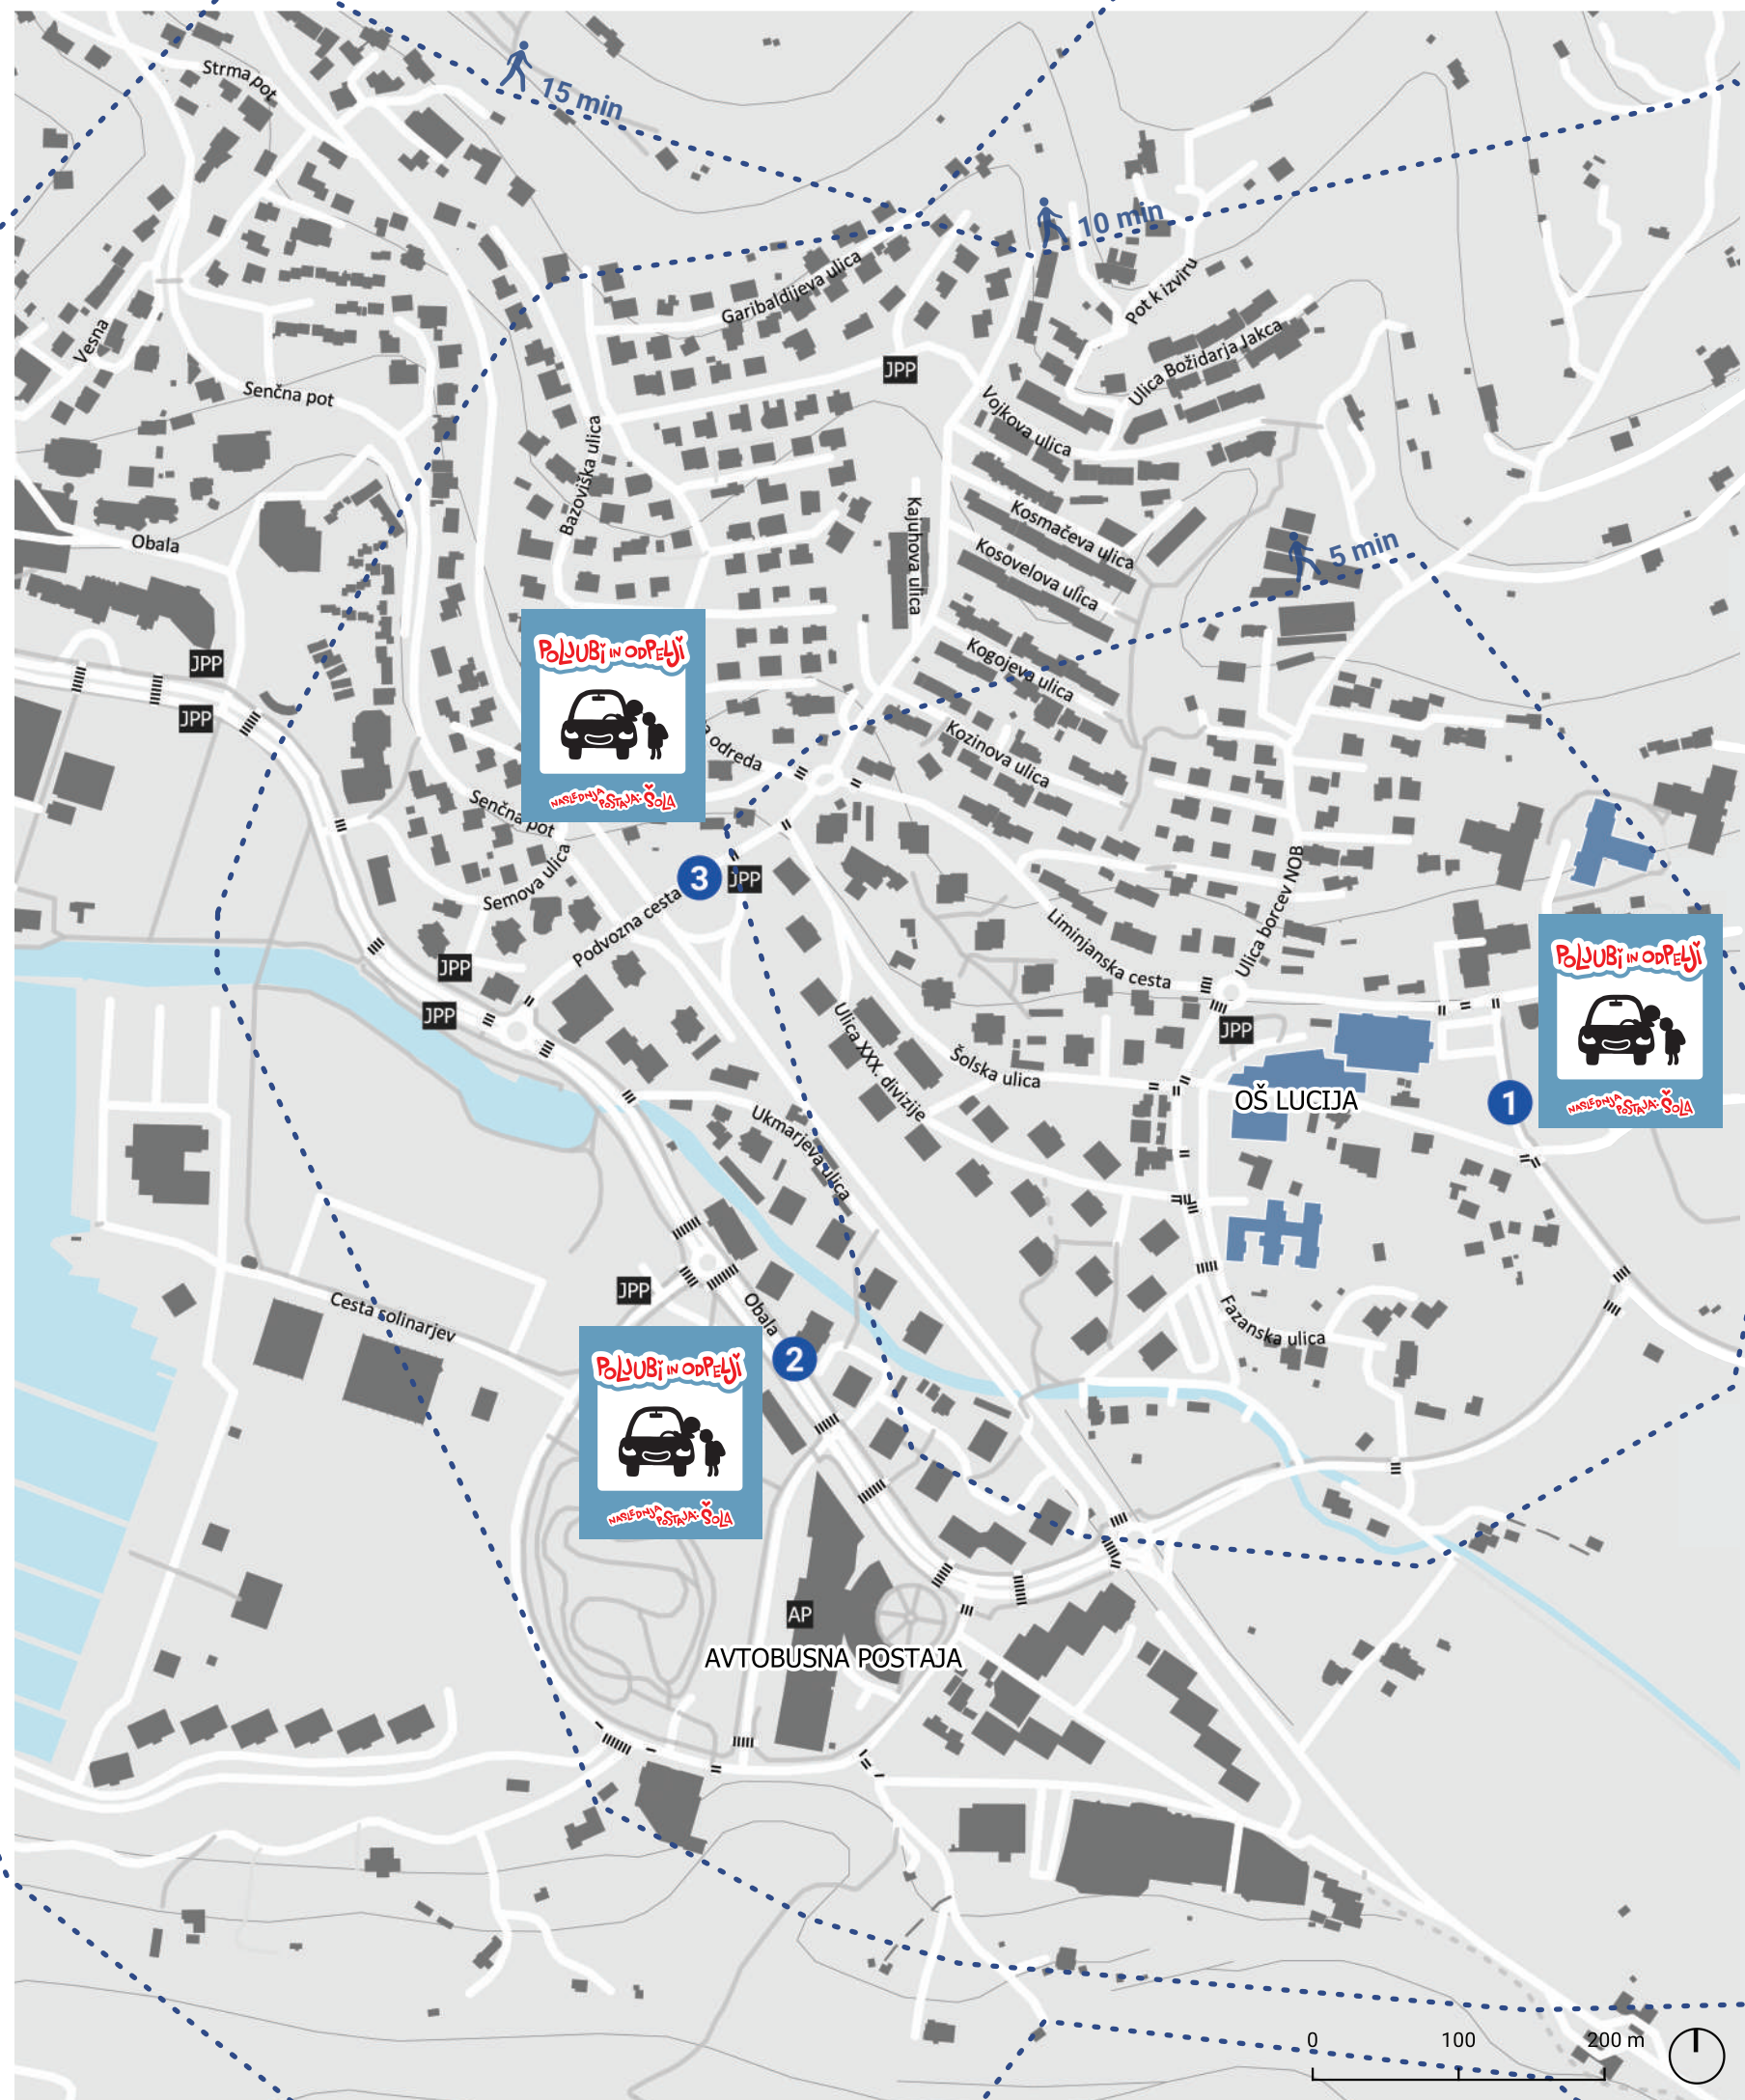 Strma pot
15 min
10 min
Garibaldijeva ulica
Pot k izviru
Vesna
Senčna pot
JPP
Ulica Božidarja Jakca
Vojkova ulica
Bazoviška ulica
Obala
Kajuhova ulica
Kosmačeva ulica
5 min
Kosovelova ulica
JPP
POLJUBI IN ODPELJI
Kogojeva ulica
JPP
a odreda
Kozinova ulica
NASLEDNJA POSTAJA: ŠOLA
Senčna pot
Semova ulica
3
JPP
Podvozna cesta
Liminjanska cesta
Ulica borcev NOB
POLJUBI IN ODPELJI
JPP
JPP
JPP
Ulica XXX. divizije
Šolska ulica
OŠ LUCIJA
1
NASLEDNJA POSTAJA: ŠOLA
Ukmarjeva ulica
JPP
Cesta solinarjev
Obala
Fazanska ulica
2
POLJUBI IN ODPELJI
NASLEDNJA POSTAJA: ŠOLA
AP
AVTOBUSNA POSTAJA
0 100 200 m